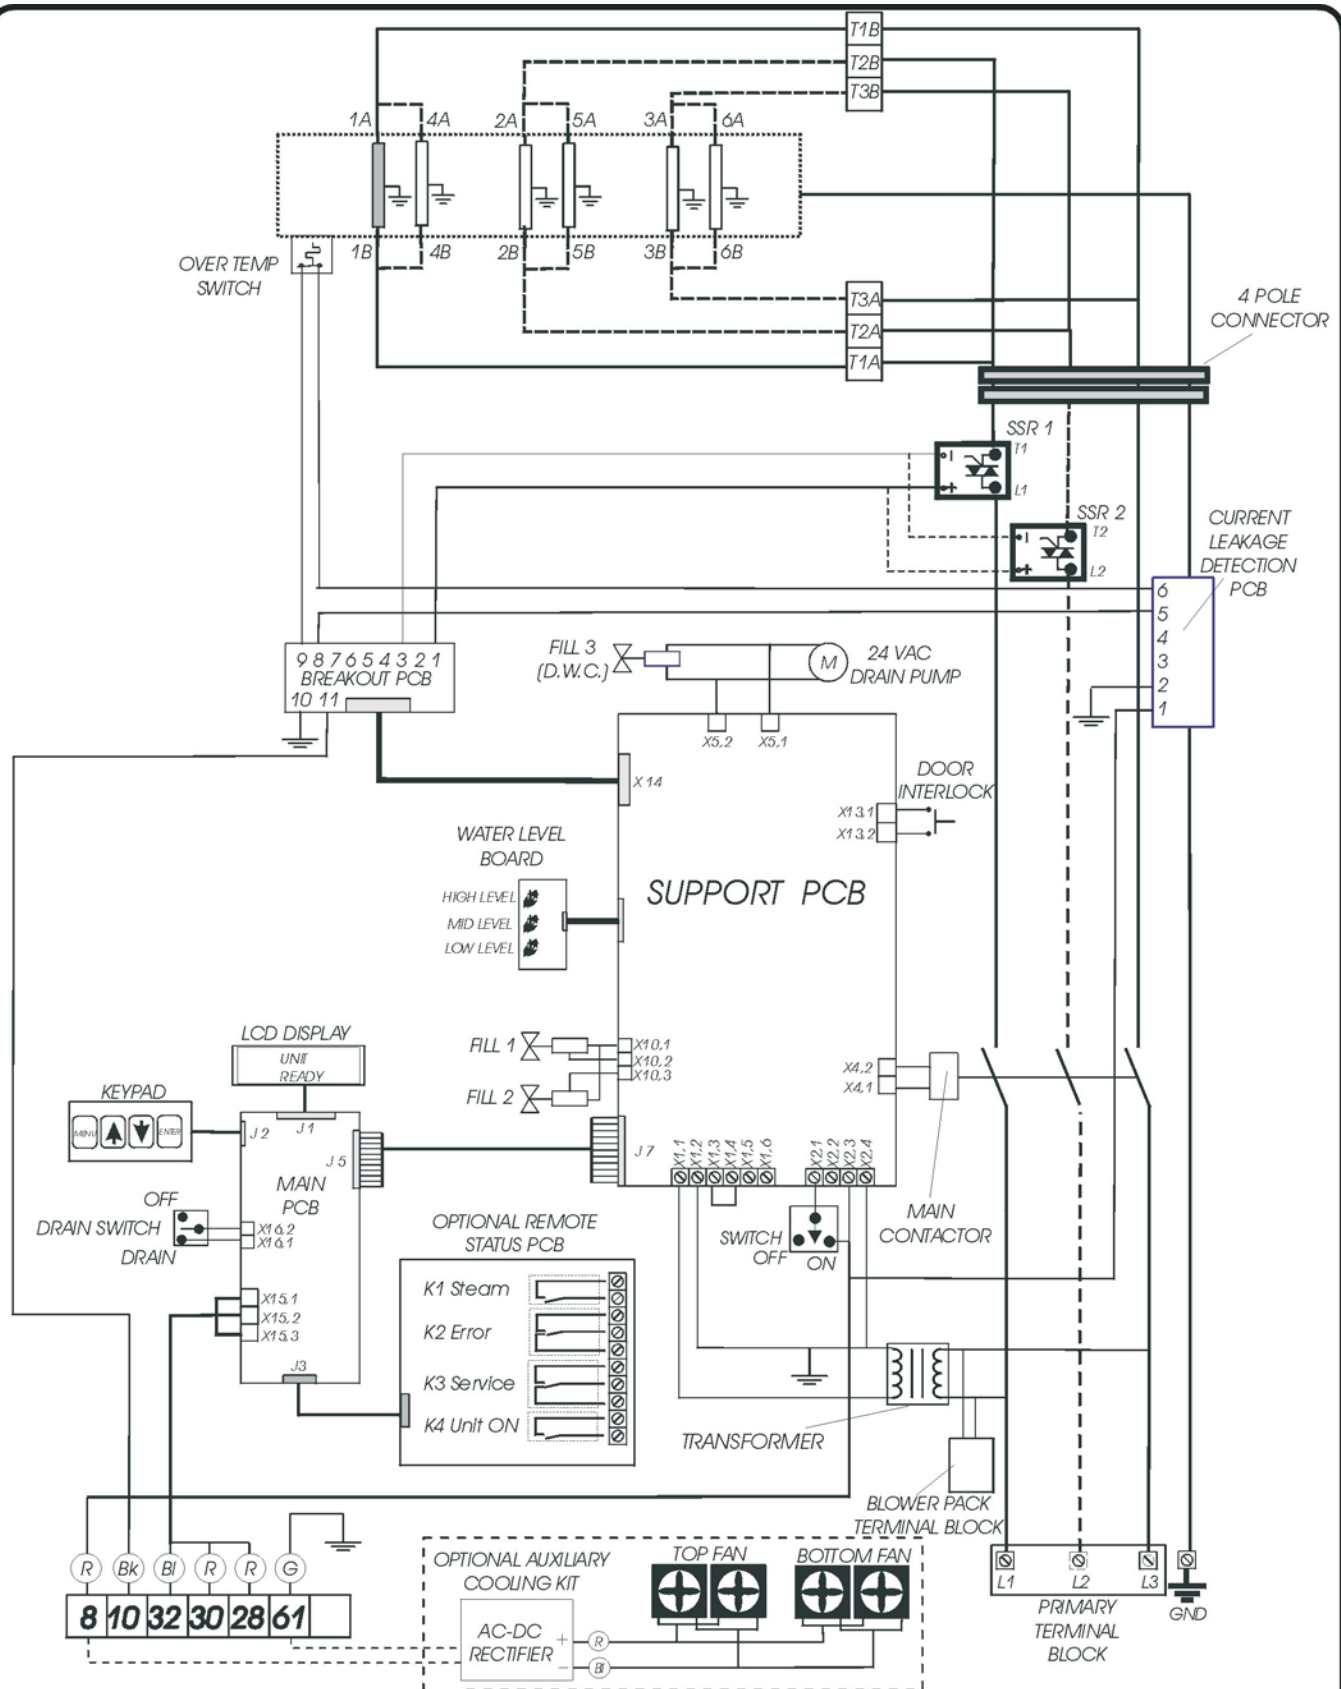 T1B
T2B
T3B
1A 4A 2A 5A 3A 6A
1B 4B 2B 5B 3B 6B
OVER TEMP
SWITCH
T3A
T2A
T1A
4 POLE
CONNECTOR
SSR 1
T1
L1
SSR 2
T2
L2
CURRENT
LEAKAGE
DETECTION
PCB
6
5
4
3
2
1
9 8 7 6 5 4 3 2 1
BREAKOUT PCB
10 11
FILL 3
(D.W.C.)
M
24 VAC
DRAIN PUMP
X5,2 X5,1
X14
DOOR
INTERLOCK
X13,1
X13,2
WATER LEVEL
BOARD
HIGH LEVEL
MID LEVEL
LOW LEVEL
SUPPORT PCB
FILL 1
FILL 2
X10,1
X10,2
X10,3
X4,2
X4,1
J7
X1,1 X1,2 X1,3 X1,4 X1,5 X1,6
X2,1 X2,2 X2,3 X2,4
LCD DISPLAY
UNIT
READY
KEYPAD
MENU ENTER
J2
J1
J5
MAIN
PCB
OFF
DRAIN SWITCH
DRAIN
X16,2
X16,1
X15,1
X15,2
X15,3
J3
OPTIONAL REMOTE
STATUS PCB
K1 Steam
K2 Error
K3 Service
K4 Unit ON
SWITCH
OFF
ON
MAIN
CONTACTOR
TRANSFORMER
BLOWER PACK
TERMINAL BLOCK
R Bk Bl R R G
8 10 32 30 28 61
OPTIONAL AUXILIARY
COOLING KIT
TOP FAN
BOTTOM FAN
AC-DC
RECTIFIER
+
−
R
Bl
L1 L2 L3
PRIMARY
TERMINAL
BLOCK
GND